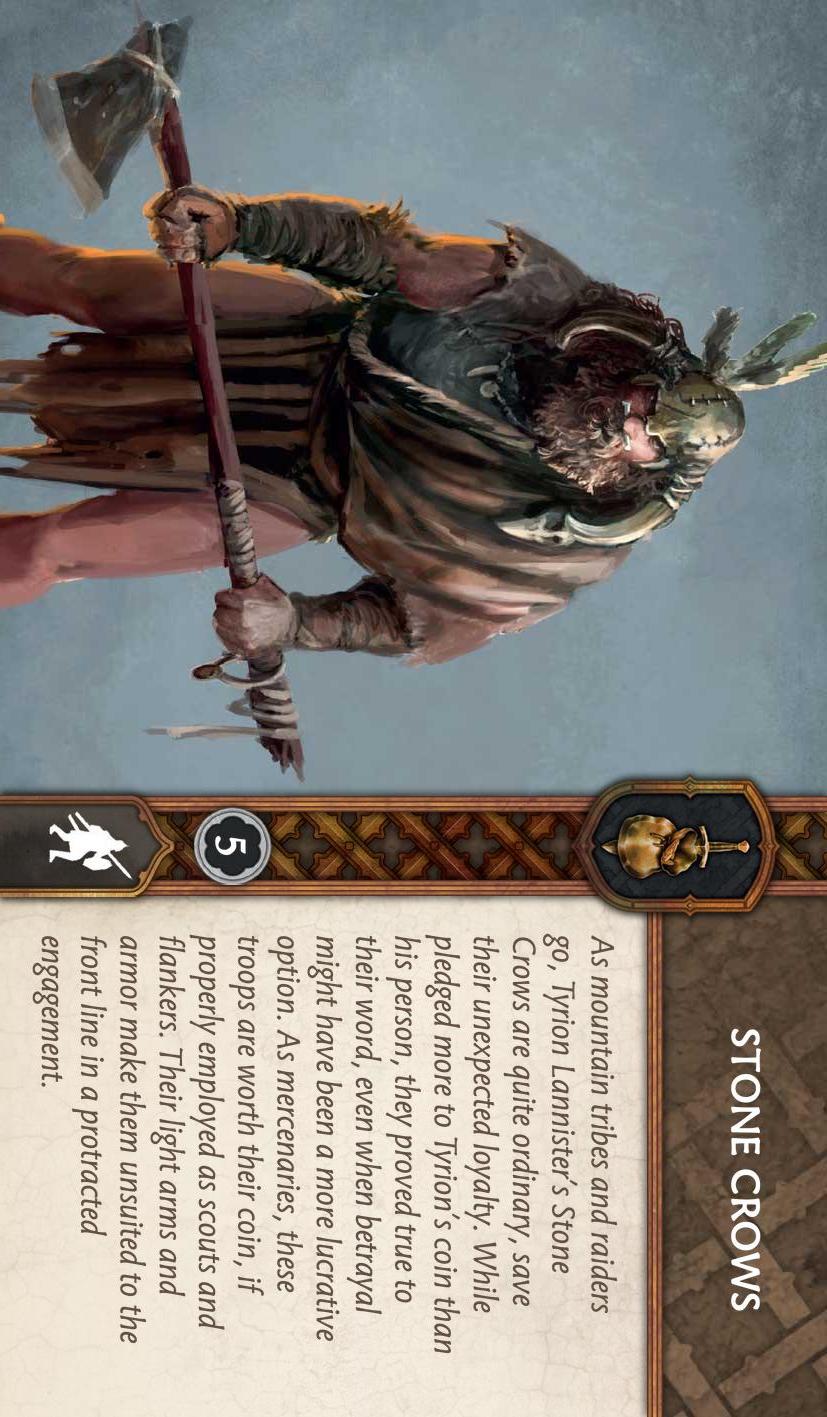 STONE CROWS
As mountain tribes and raiders
go, Tyrion Lannister's Stone
Crows are quite ordinary, save
their unexpected loyalty. While
pledged more to Tyrion's coin than
his person, they proved true to
their word, even when betrayal
might have been a more lucrative
option. As mercenaries, these
troops are worth their coin, if
properly employed as scouts and
flankers. Their light arms and
armor make them unsuited to the
front line in a protracted
engagement.
5